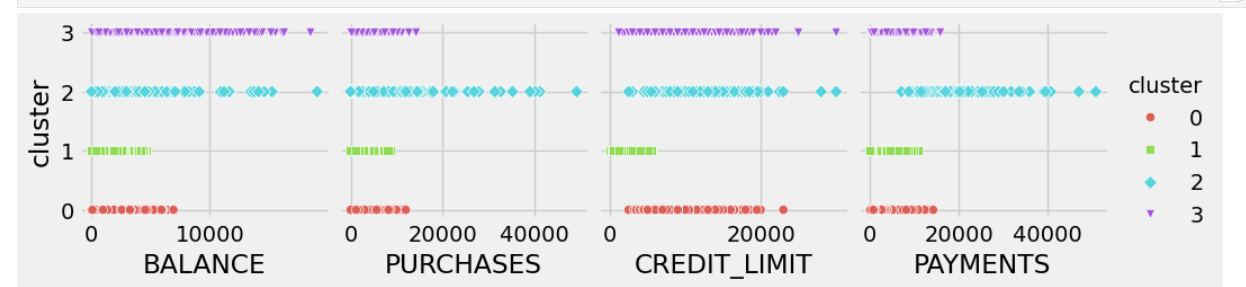 3
2
1
0
cluster
0 10000
BALANCE
0 20000 40000
PURCHASES
0 20000
CREDIT_LIMIT
0 20000 40000
PAYMENTS
cluster
0
1
2
3